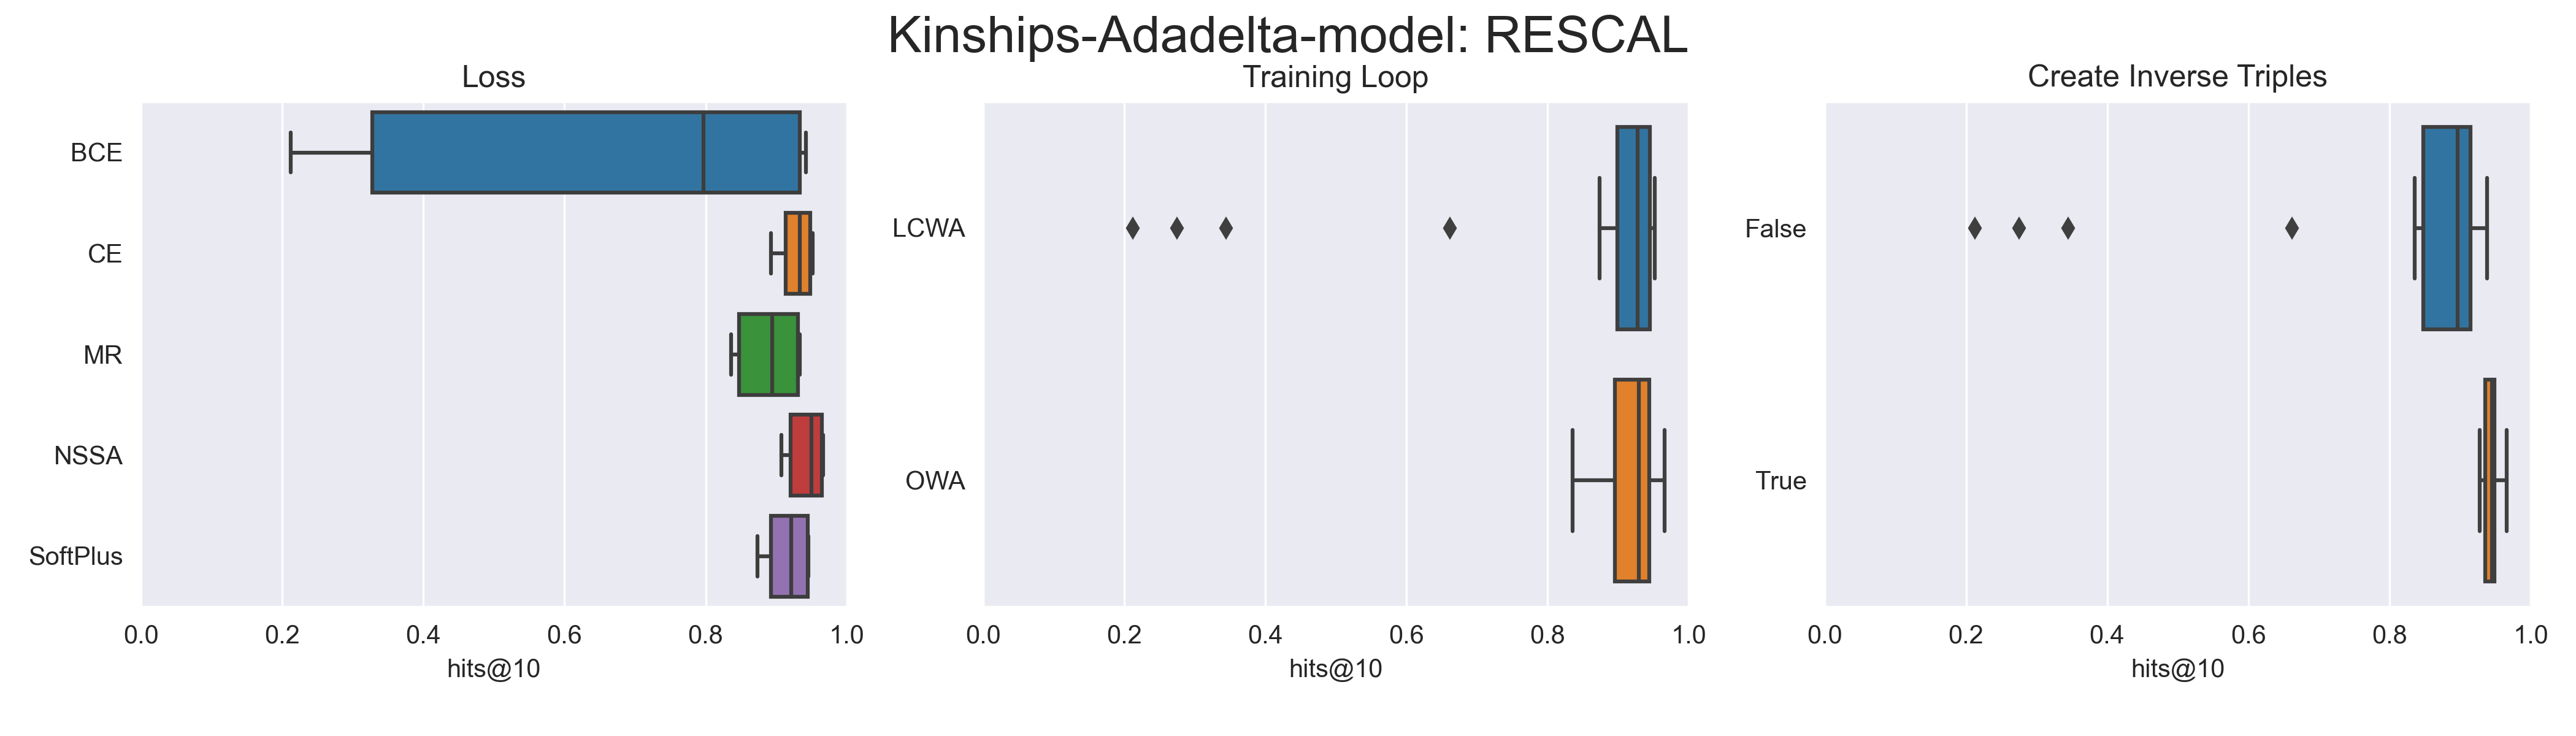 Kinships-Adadelta-model: RESCAL
Loss
BCE
CE
MR
NSSA
SoftPlus
0.0 0.2 0.4 0.6 0.8 1.0
hits@10
Training Loop
LCWA
OWA
0.0 0.2 0.4 0.6 0.8 1.0
hits@10
Create Inverse Triples
False
True
0.0 0.2 0.4 0.6 0.8 1.0
hits@10